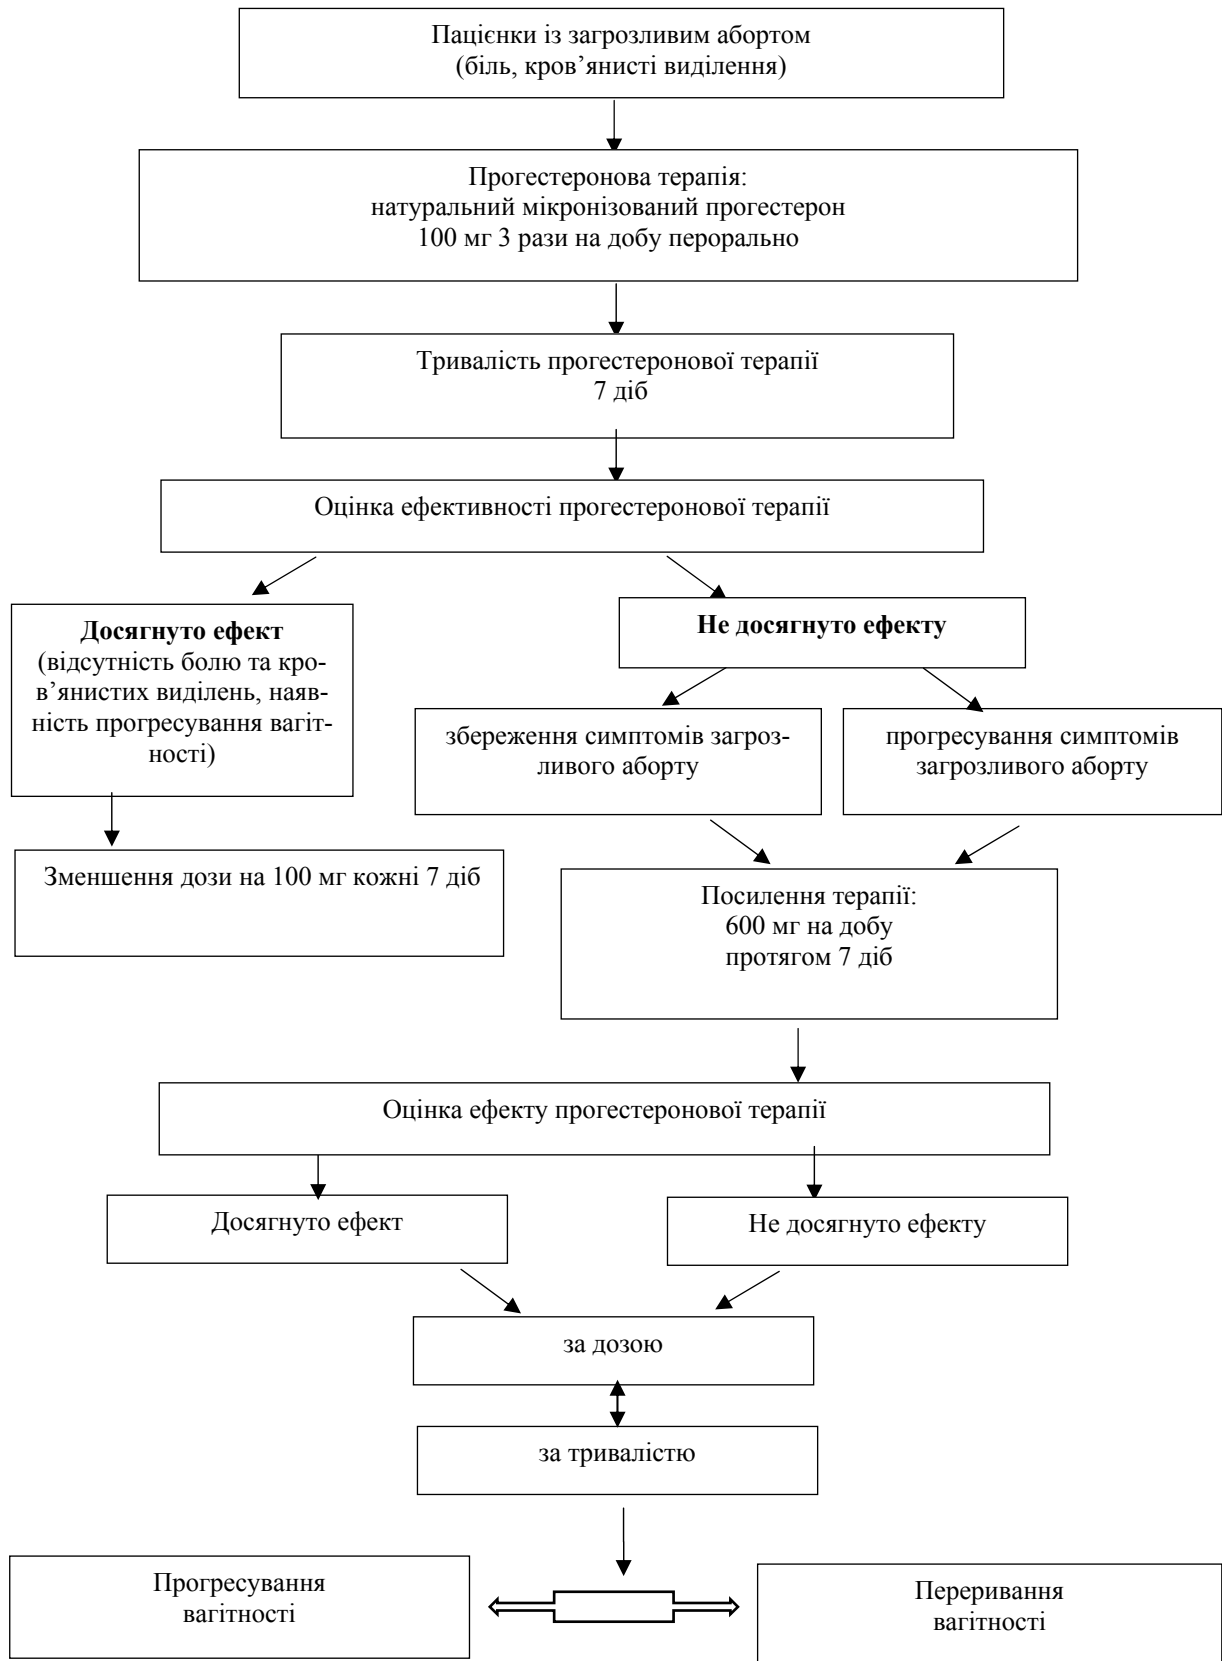 Пацієнки із загрозливим абортом
(біль, кров’янисті виділення)
Прогестеронова терапія:
натуральний мікронізований прогестерон
100 мг 3 рази на добу перорально
Тривалість прогестеронової терапії
7 діб
Оцінка ефективності прогестеронової терапії
Досягнуто ефект
(відсутність болю та кро-
в’янистих виділень, наяв-
ність прогресування вагіт-
ності)
Не досягнуто ефекту
збереження симптомів загроз-
ливого аборту
прогресування симптомів
загрозливого аборту
Зменшення дози на 100 мг кожні 7 діб
Посилення терапії:
600 мг на добу
протягом 7 діб
Оцінка ефекту прогестеронової терапії
Досягнуто ефект
Не досягнуто ефекту
за дозою
за тривалістю
Прогресування
вагітності
Переривання
вагітності